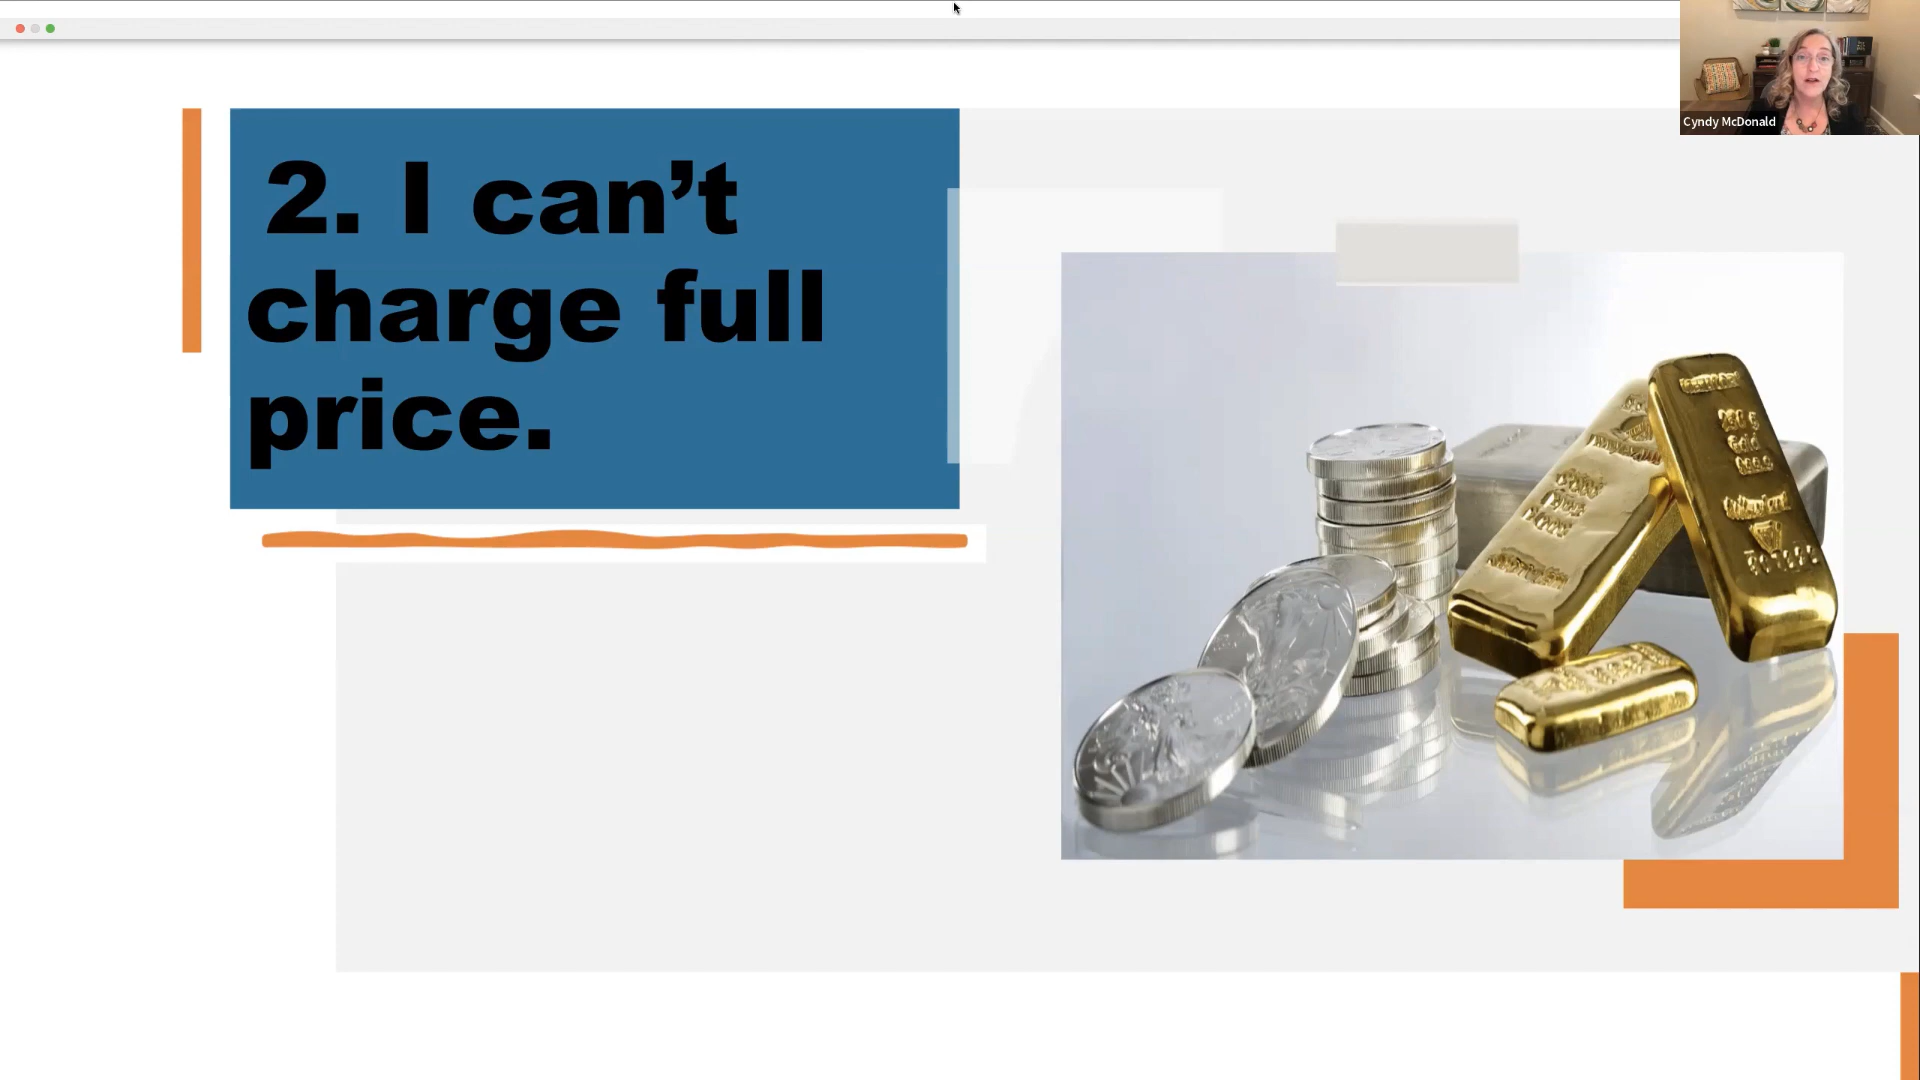 2. I can’t
charge full
price.
Cyndy McDonald